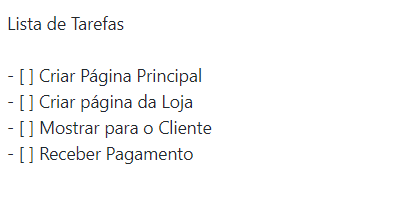 Lista de Tarefas
- [ ] Criar Página Principal
- [ ] Criar página da Loja
- [ ] Mostrar para o Cliente
- [ ] Receber Pagamento